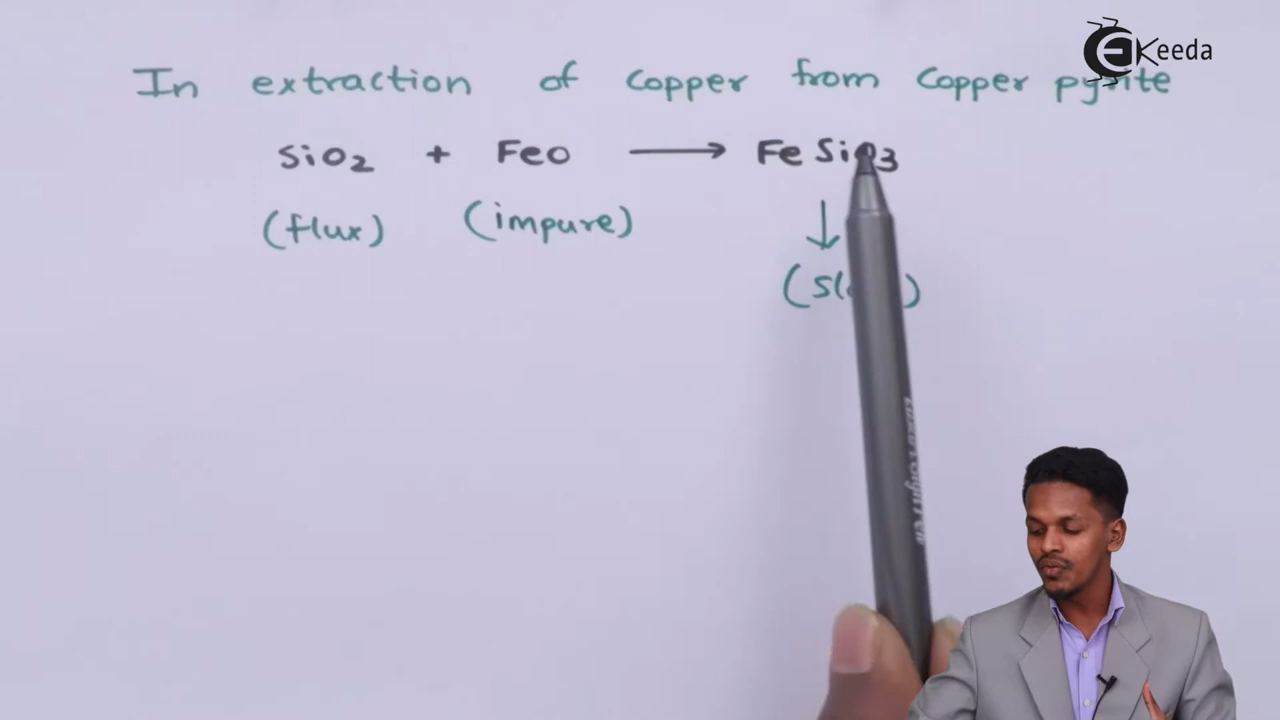 Keeda
In extraction of copper from copper pyrite
SiO2 + FeO → FeSiO3
(flux) (impure)